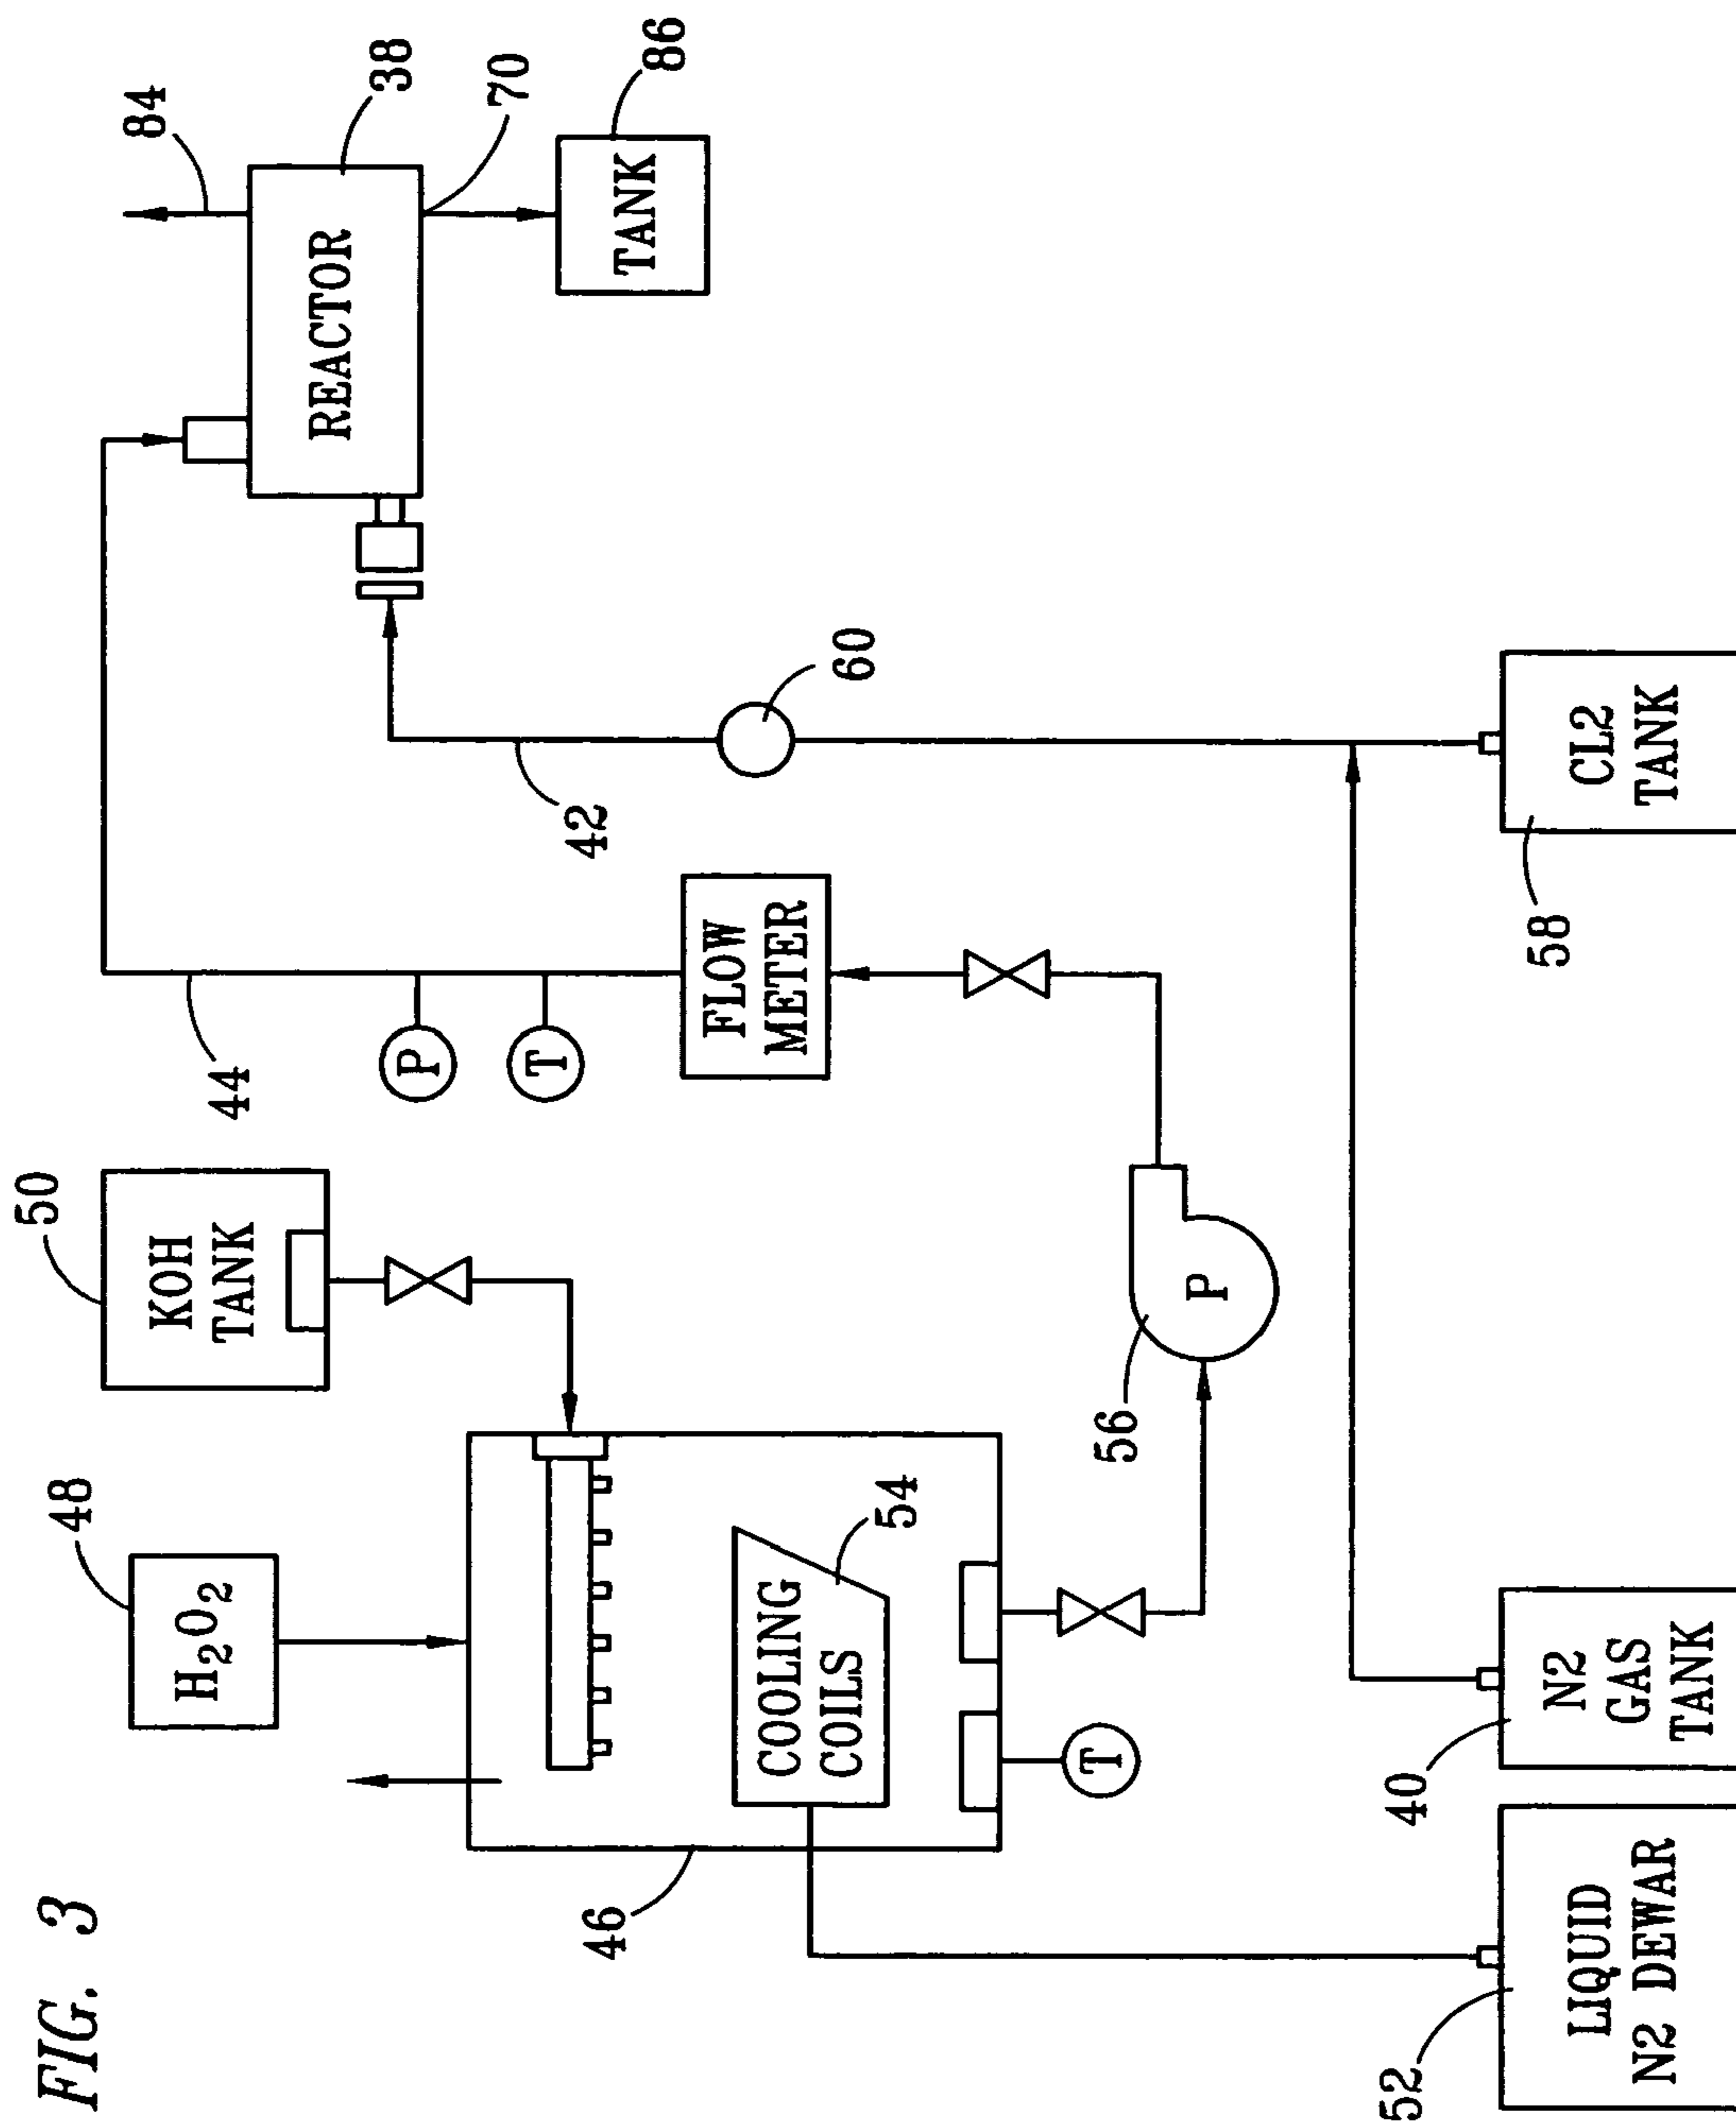 FIG. 3
48
H₂O₂
50
KOH
TANK
44
P
T
FLOW
METER
84
38
REACTOR
70
86
TANK
42
60
46
COOLING
COILS
54
T
56
P
52
LIQUID
N2 DEWAR
40
N2
GAS
TANK
58
CL2
TANK